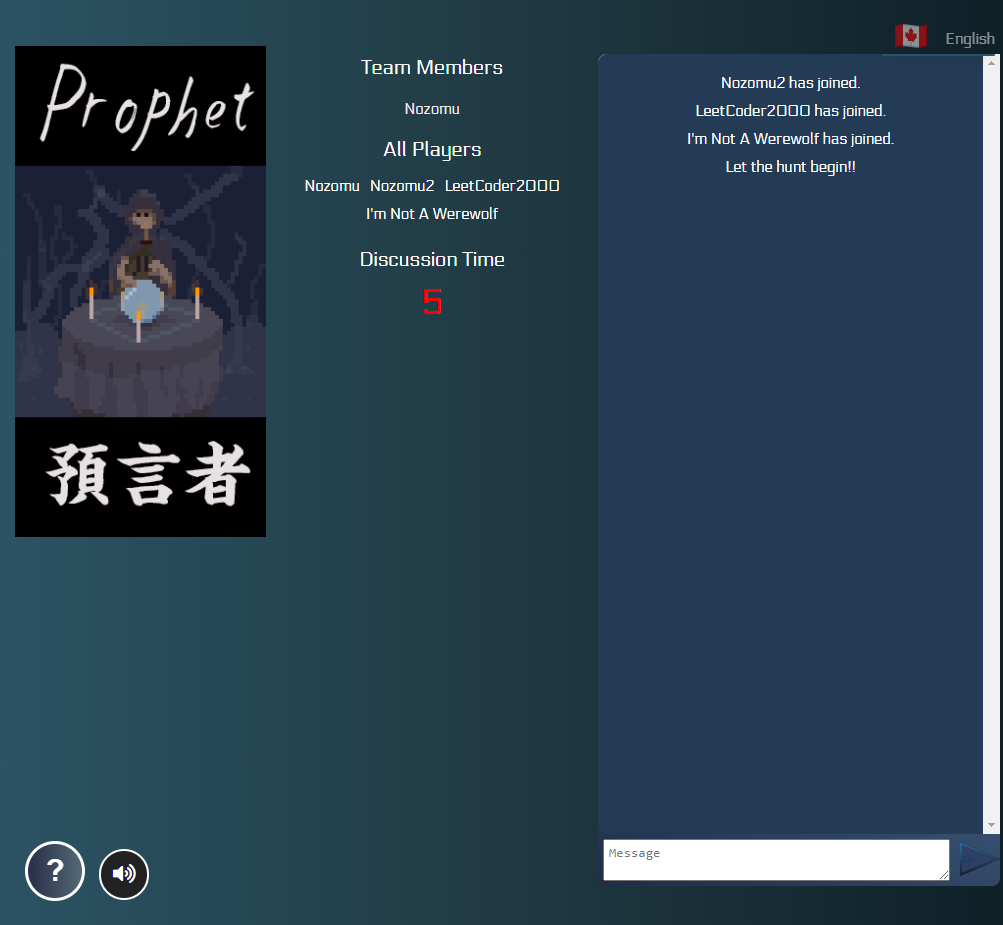 English
Prophet
預言者
Team Members
Nozomu
All Players
Nozomu Nozomu2 LeetCoder2000
I'm Not A Werewolf
Discussion Time
5
Nozomu2 has joined.
LeetCoder2000 has joined.
I'm Not A Werewolf has joined.
Let the hunt begin!!
Message
?